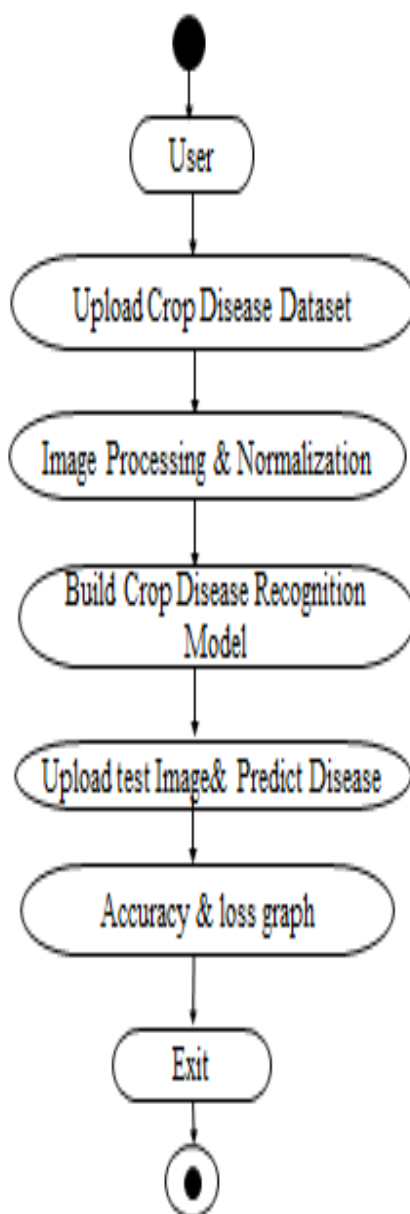 User
Upload Crop Disease Dataset
Image Processing & Normalization
Build Crop Disease Recognition
Model
Upload test Image& Predict Disease
Accuracy & loss graph
Exit